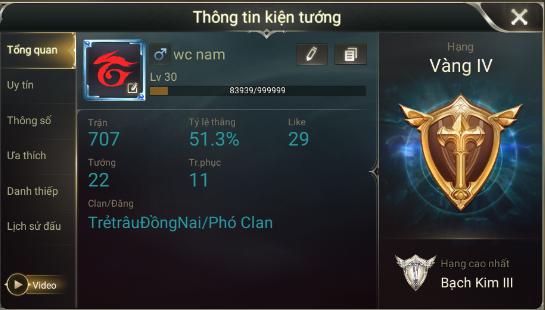 Thông tin kiện tướng
Tổng quan
Uy tín
Thông số
Ưa thích
Danh thiếp
Lịch sử đấu
Video
wc nam
Lv 30
83939/999999
Trận
Tỷ lệ thắng
Like
707
51.3%
29
Tướng
Tr.phục
22
11
Clan/Đẳng
TrẻtrâuĐồngNai/Phó Clan
Hạng
Vàng IV
Hạng cao nhất
Bạch Kim III